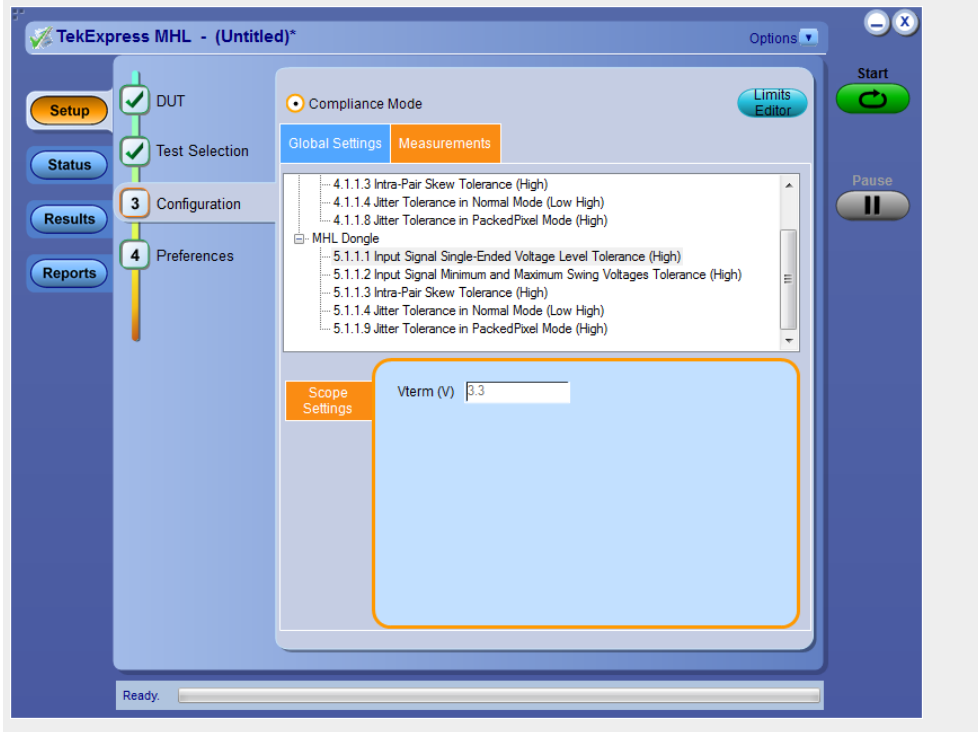 TekExpress MHL - (Untitled)*
Options
X
Start
Setup
Status
Results
Reports
DUT
Test Selection
3 Configuration
4 Preferences
Compliance Mode
Limits
Editor
Global Settings
Measurements
4.1.1.3 Intra-Pair Skew Tolerance (High)
4.1.1.4 Jitter Tolerance in Normal Mode (Low High)
4.1.1.8 Jitter Tolerance in PackedPixel Mode (High)
MHL Dongle
5.1.1.1 Input Signal Single-Ended Voltage Level Tolerance (High)
5.1.1.2 Input Signal Minimum and Maximum Swing Voltages Tolerance (High)
5.1.1.3 Intra-Pair Skew Tolerance (High)
5.1.1.4 Jitter Tolerance in Normal Mode (Low High)
5.1.1.9 Jitter Tolerance in PackedPixel Mode (High)
Pause
Scope
Settings
Vterm (V) 3.3
Ready.